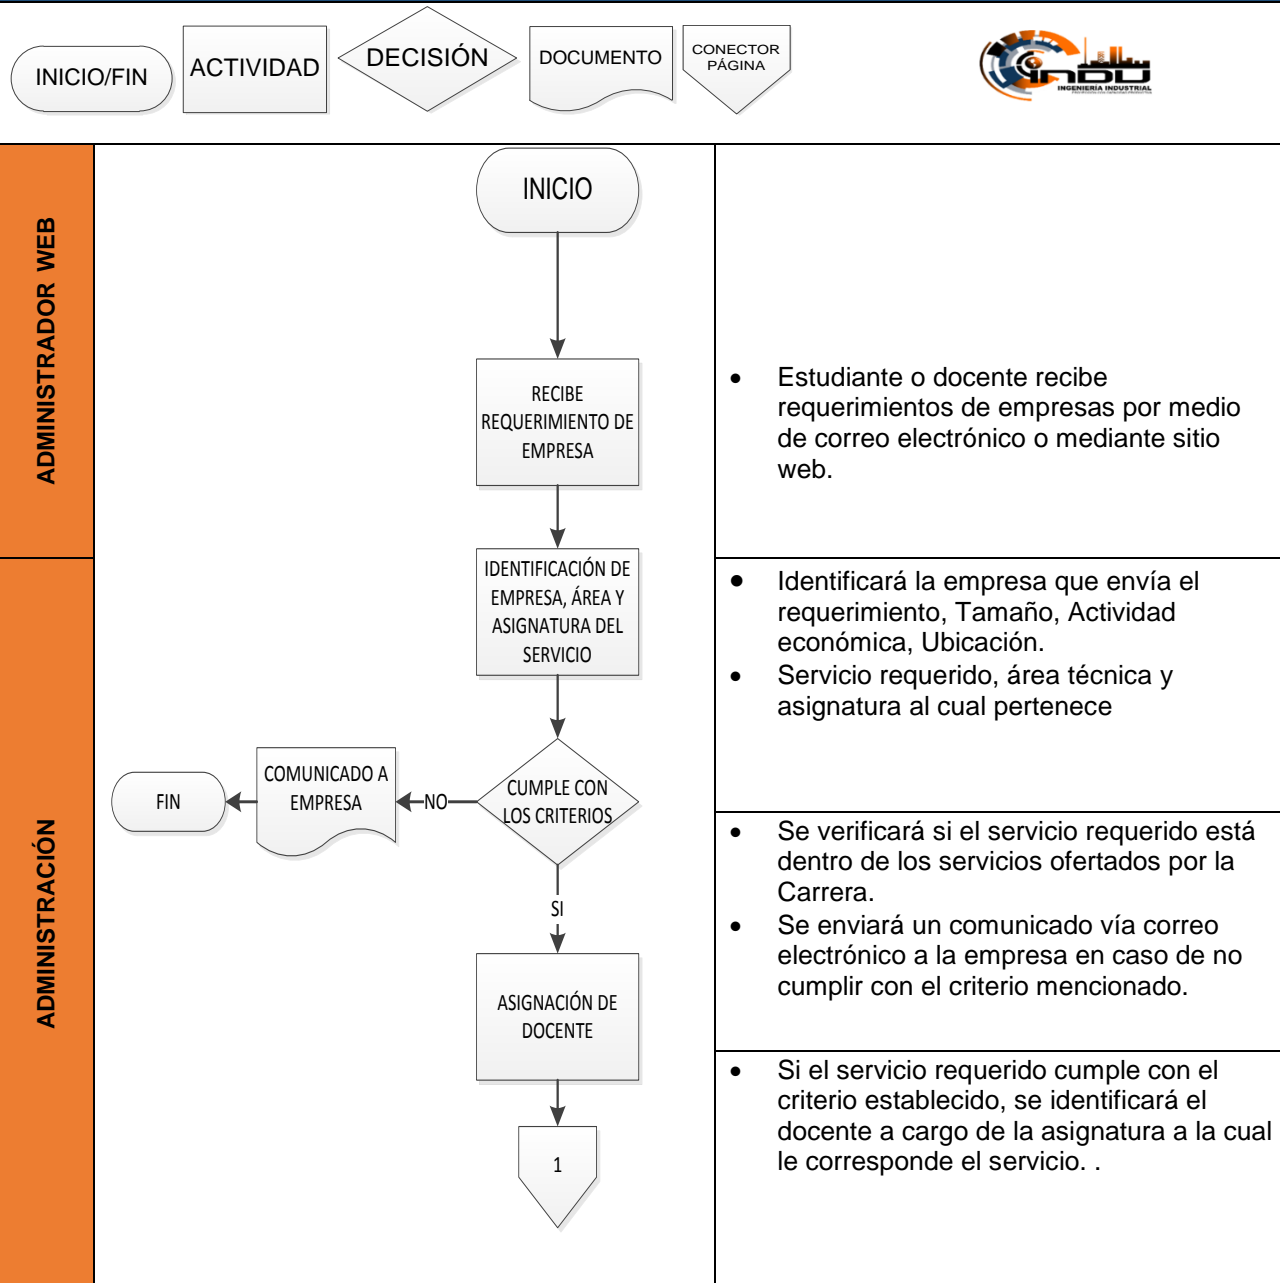 INICIO/FIN
ACTIVIDAD
DECISIÓN
DOCUMENTO
CONECTOR
PÁGINA
INDU
INGENIERÍA INDUSTRIAL
ADMINISTRADOR WEB
INICIO
RECIBE
REQUERIMIENTO DE
EMPRESA
• Estudiante o docente recibe
requerimientos de empresas por medio
de correo electrónico o mediante sitio
web.
ADMINISTRACIÓN
IDENTIFICACIÓN DE
EMPRESA, ÁREA Y
ASIGNATURA DEL
SERVICIO
• Identificará la empresa que envía el
requerimiento, Tamaño, Actividad
económica, Ubicación.
• Servicio requerido, área técnica y
asignatura al cual pertenece
CUMPLE CON
LOS CRITERIOS
NO
COMUNICADO A
EMPRESA
FIN
SI
• Se verificará si el servicio requerido está
dentro de los servicios ofertados por la
Carrera.
• Se enviará un comunicado vía correo
electrónico a la empresa en caso de no
cumplir con el criterio mencionado.
ASIGNACIÓN DE
DOCENTE
1
• Si el servicio requerido cumple con el
criterio establecido, se identificará el
docente a cargo de la asignatura a la cual
le corresponde el servicio. .